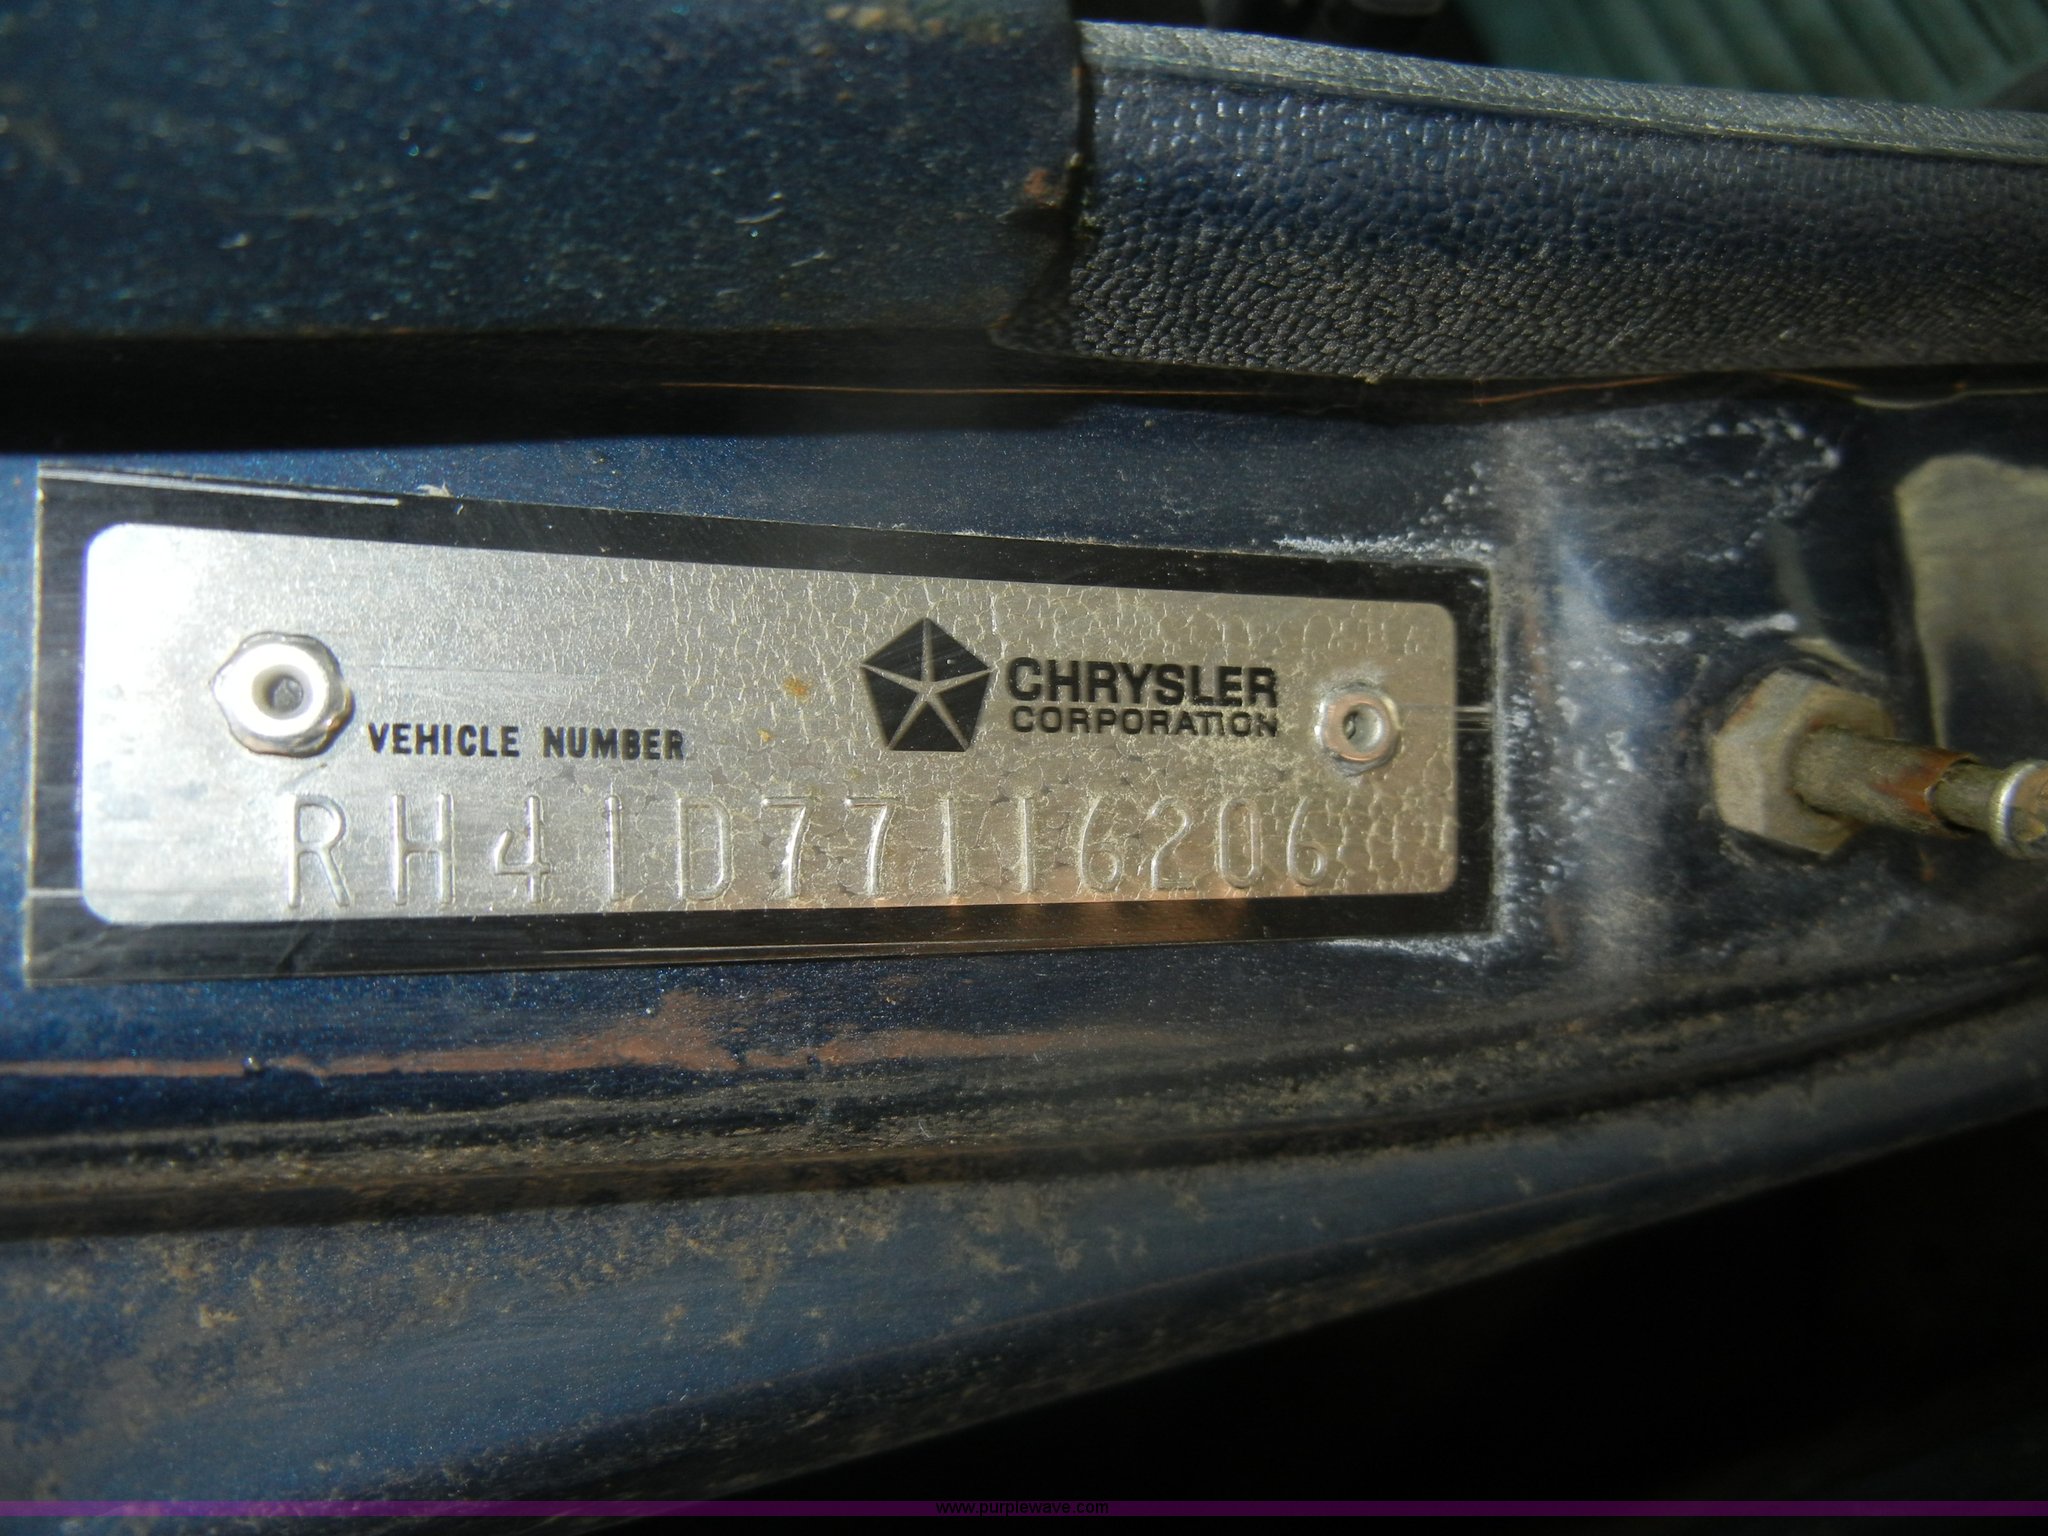 CHRYSLER
CORPORATION
VEHICLE NUMBER
RH41D77116206
www.purplewave.com